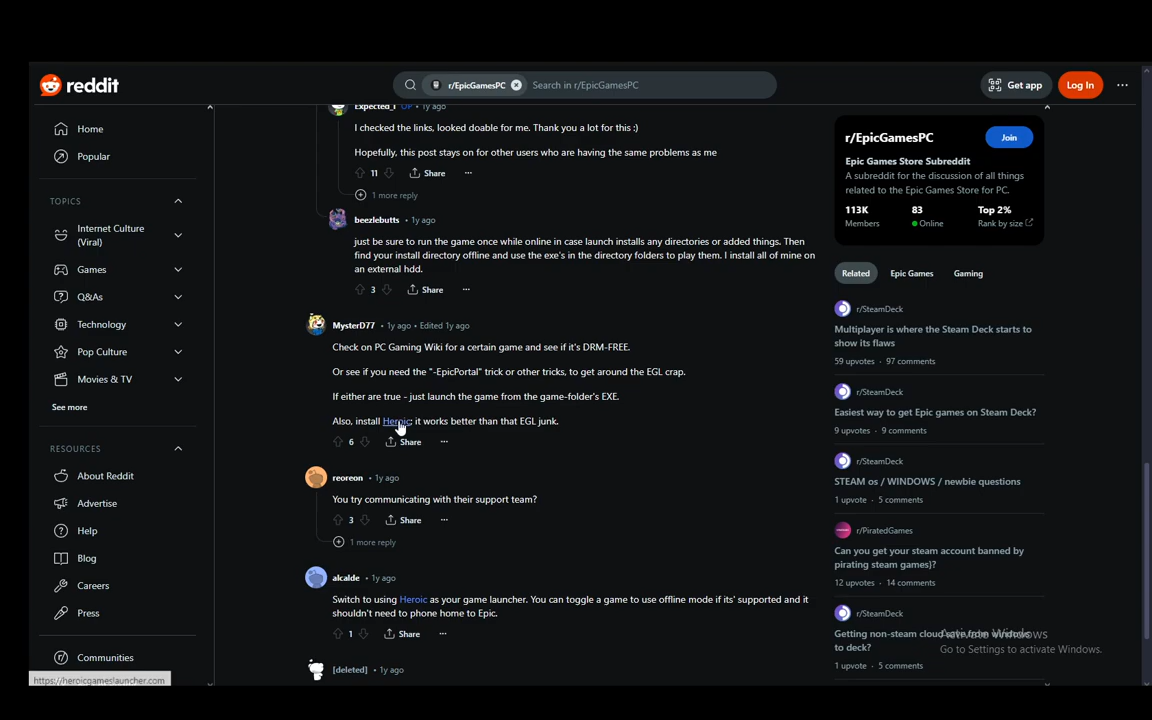 reddit
r/EpicGamesPC
Search in r/EpicGamesPC
Get app
Log In
Home
Popular
TOPICS
Internet Culture
(Viral)
Games
Q&As
Technology
Pop Culture
Movies & TV
See more
RESOURCES
About Reddit
Advertise
Help
Blog
Careers
Press
Communities
https://heroicgameslauncher.com
Expected_1 OP • 1y ago
I checked the links, looked doable for me. Thank you a lot for this :)
Hopefully, this post stays on for other users who are having the same problems as me
11 Share ...
1 more reply
beezlebutts • 1y ago
just be sure to run the game once while online in case launch installs any directories or added things. Then
find your install directory offline and use the exe's in the directory folders to play them. I install all of mine on
an external hdd.
3 Share ...
MysterD77 • 1y ago • Edited 1y ago
Check on PC Gaming Wiki for a certain game and see if it's DRM-FREE.
Or see if you need the "-EpicPortal" trick or other tricks, to get around the EGL crap.
If either are true - just launch the game from the game-folder's EXE.
Also, install Heroic; it works better than that EGL junk.
6 Share ...
reoreon • 1y ago
You try communicating with their support team?
3 Share ...
1 more reply
alcalde • 1y ago
Switch to using Heroic as your game launcher. You can toggle a game to use offline mode if its' supported and it
shouldn't need to phone home to Epic.
1 Share ...
[deleted] • 1y ago
r/EpicGamesPC
Join
Epic Games Store Subreddit
A subreddit for the discussion of all things
related to the Epic Games Store for PC.
113K 83 Top 2%
Members Online Rank by size
Related Epic Games Gaming
r/SteamDeck
Multiplayer is where the Steam Deck starts to
show its flaws
59 upvotes · 97 comments
r/SteamDeck
Easiest way to get Epic games on Steam Deck?
9 upvotes · 9 comments
r/SteamDeck
STEAM os / WINDOWS / newbie questions
1 upvote · 5 comments
r/PiratedGames
Can you get your steam account banned by
pirating steam games)?
12 upvotes · 14 comments
r/SteamDeck
Getting non-steam cloud save from windows
to deck?
1 upvote · 5 comments
Activate Windows
Go to Settings to activate Windows.